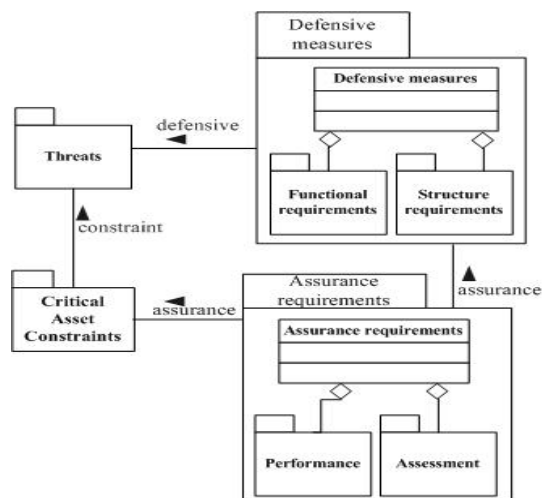 Defensive
measures
Defensive measures
defensive
Threats
Functional
requirements
Structure
requirements
constraint
Assurance
requirements
assurance
assurance
Critical
Asset
Constraints
Assurance requirements
Performance
Assessment